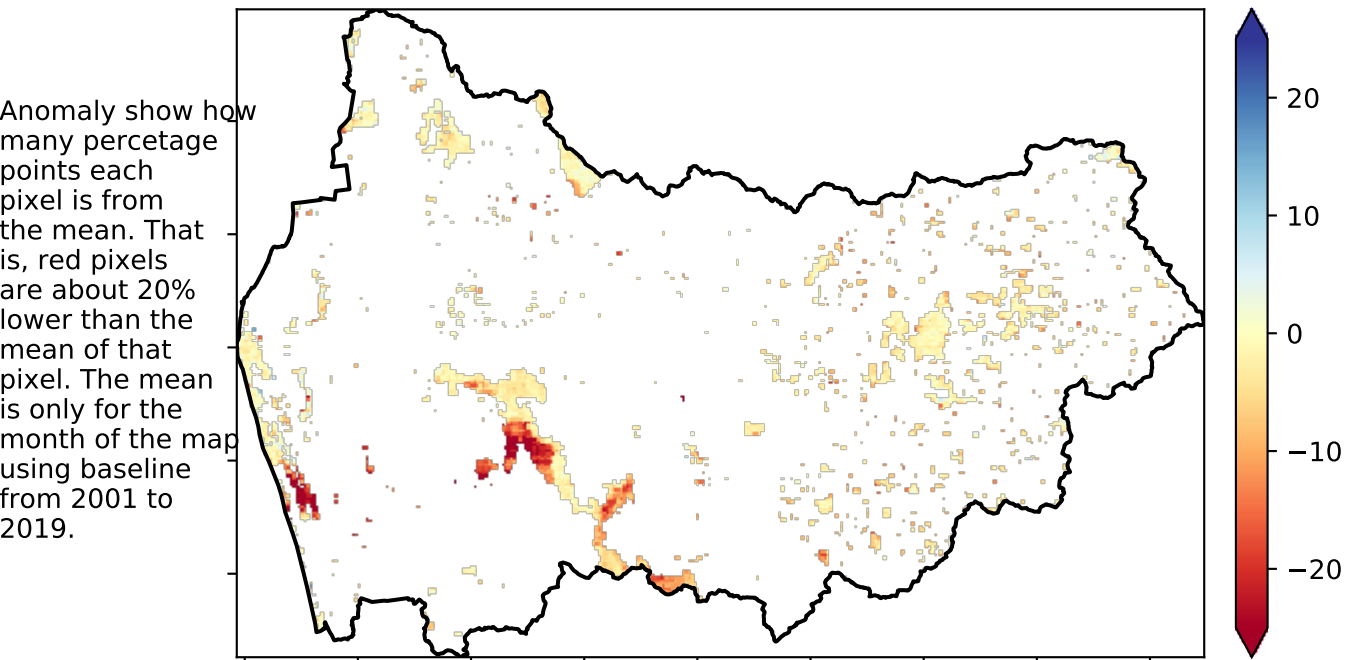 Anomaly show how
many percetage
points each
pixel is from
the mean. That
is, red pixels
are about 20%
lower than the
mean of that
pixel. The mean
is only for the
month of the map
using baseline
from 2001 to
2019.
20
10
0
−10
−20